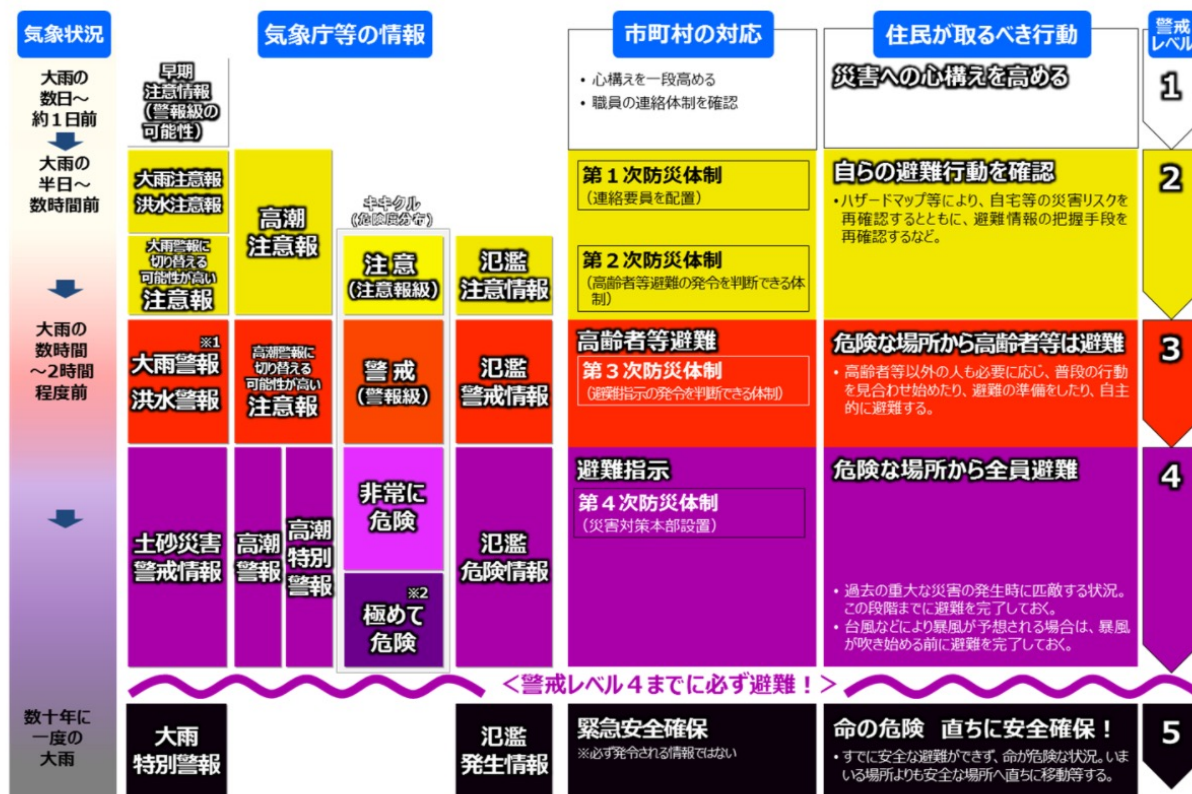 気象状況
気象庁等の情報
市町村の対応
住民が取るべき行動
警戒
レベル
大雨の
数日~
約1日前
早期
注意情報
(警報級の
可能性)
• 心構えを一段高める
• 職員の連絡体制を確認
災害への心構えを高める
1
大雨の
半日~
数時間前
大雨注意報
洪水注意報
高潮
注意報
キキクル
(危険度分布)
第1次防災体制
(連絡要員を配置)
自らの避難行動を確認
• ハザードマップ等により、自宅等の災害リスクを
再確認するとともに、避難情報の把握手段を
再確認するなど。
2
大雨警報に
切り替える
可能性が高い
注意報
注意
(注意報級)
氾濫
注意情報
第2次防災体制
(高齢者等避難の発令を判断できる体
制)
大雨の
数時間
~2時間
程度前
※1
大雨警報
洪水警報
高潮警報に
切り替える
可能性が高い
注意報
警戒
(警報級)
氾濫
警戒情報
高齢者等避難
第3次防災体制
(避難指示の発令を判断できる体制)
危険な場所から高齢者等は避難
• 高齢者等以外の人も必要に応じ、普段の行動
を見合わせ始めたり、避難の準備をしたり、自主
的に避難する。
3
土砂災害
警戒情報
高潮
警報
高潮
特別
警報
非常に
危険
※2
極めて
危険
氾濫
危険情報
避難指示
第4次防災体制
(災害対策本部設置)
危険な場所から全員避難
• 過去の重大な災害の発生時に匹敵する状況。
この段階までに避難を完了しておく。
• 台風などにより暴風が予想される場合は、暴風
が吹き始める前に避難を完了しておく。
4
<警戒レベル4までに必ず避難!>
数十年に
一度の
大雨
大雨
特別警報
氾濫
発生情報
緊急安全確保
※必ず発令される情報ではない
命の危険 直ちに安全確保!
• すでに安全な避難ができず、命が危険な状況。いま
いる場所よりも安全な場所へ直ちに移動等する。
5